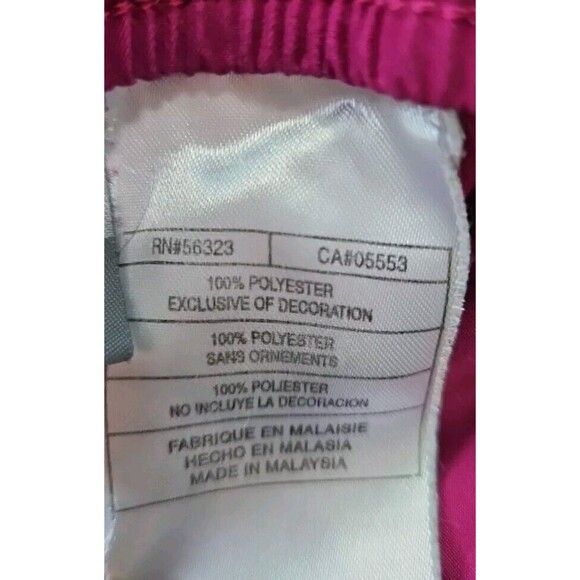 RN#56323 CA#05553
100% POLYESTER
EXCLUSIVE OF DECORATION
100% POLYESTER
SANS ORNEMENTS
100% POLIESTER
NO INCLUYE LA DECORACION
FABRIQUE EN MALAISIE
HECHO EN MALASIA
MADE IN MALAYSIA